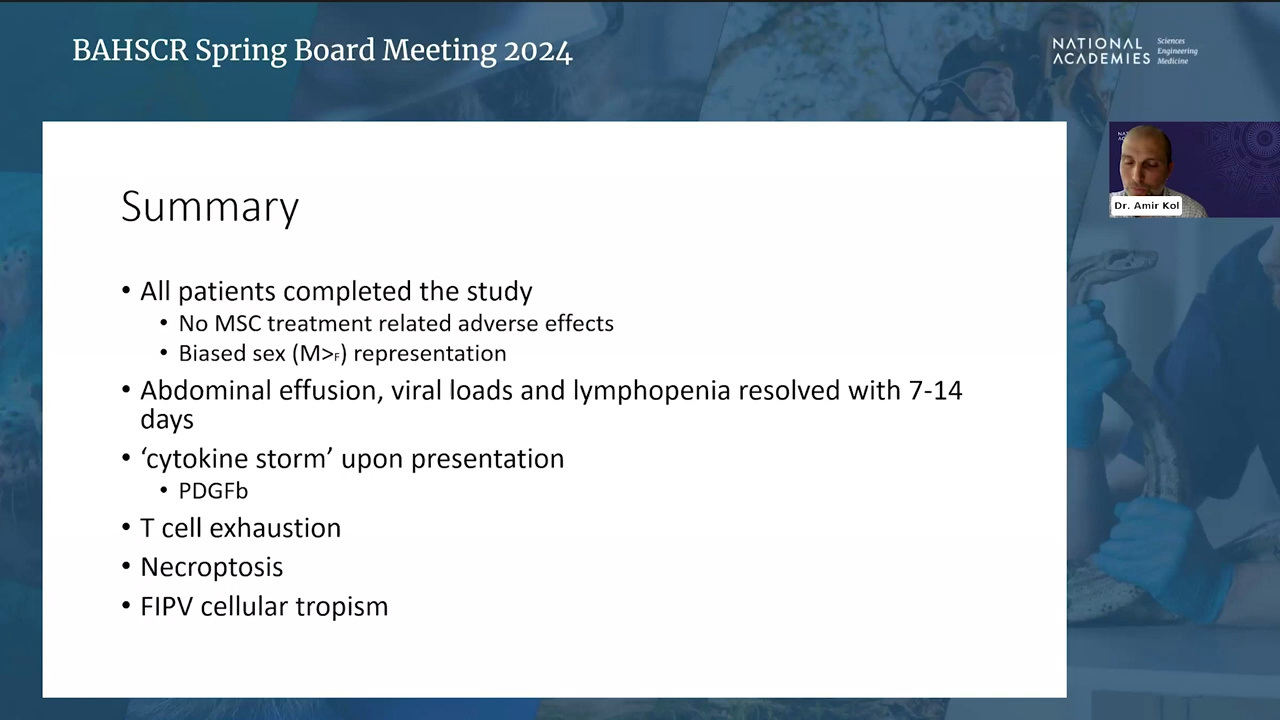 BAHSCR Spring Board Meeting 2024
NATIONAL ACADEMIES
Sciences
Engineering
Medicine
Dr. Amir Kol
Summary
• All patients completed the study
• No MSC treatment related adverse effects
• Biased sex (M>F) representation
• Abdominal effusion, viral loads and lymphopenia resolved with 7-14
days
• ‘cytokine storm’ upon presentation
• PDGFb
• T cell exhaustion
• Necroptosis
• FIPV cellular tropism